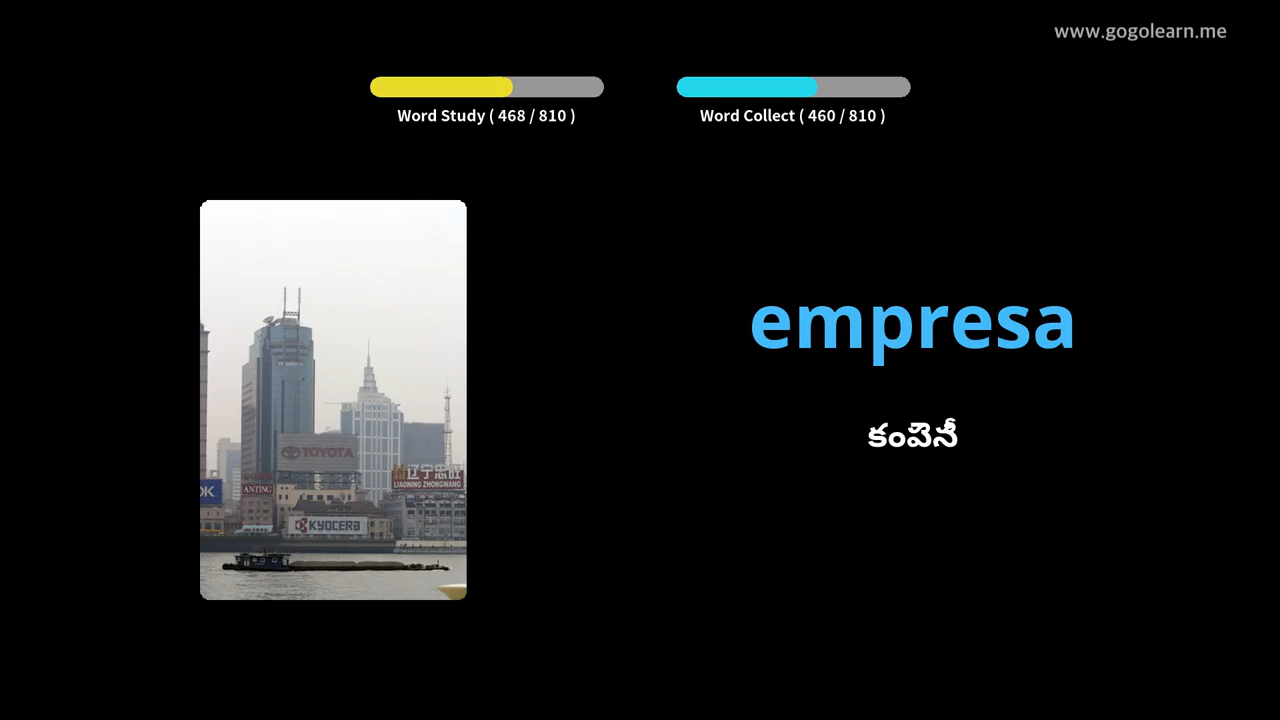 www.gogolearn.me
Word Study ( 468 / 810 )
Word Collect ( 460 / 810 )
empresa
కంపెనీ
TOYOTA
辽宁忠旺
LIAONING ZHONGWANG
ANTING
OK
KYOCERA